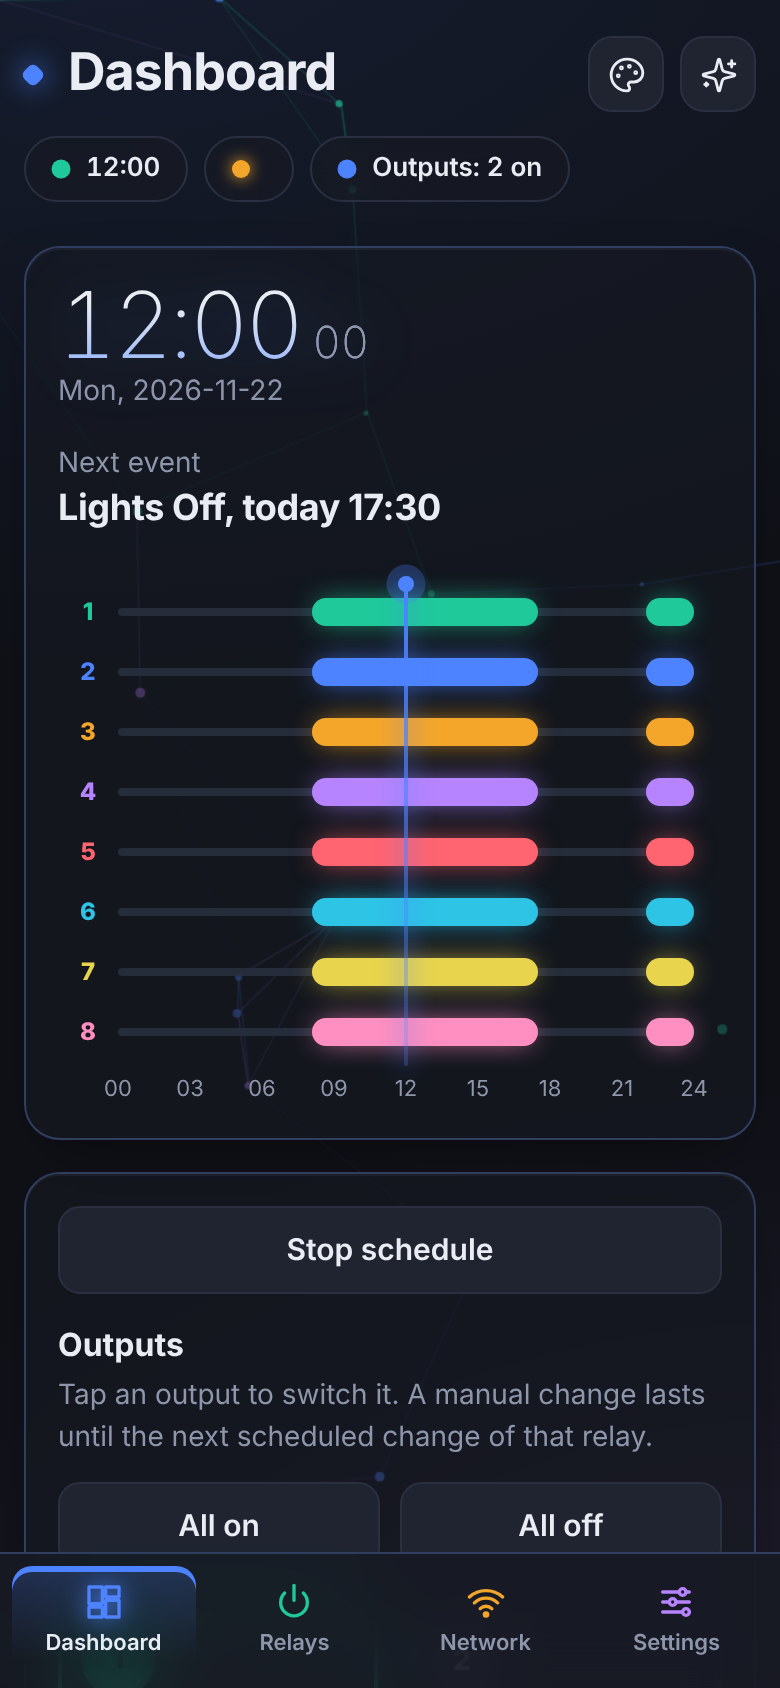 Dashboard
12:00
Outputs: 2 on
12:00 00
Mon, 2026-11-22
Next event
Lights Off, today 17:30
1
2
3
4
5
6
7
8
00 03 06 09 12 15 18 21 24
Stop schedule
Outputs
Tap an output to switch it. A manual change lasts
until the next scheduled change of that relay.
All on All off
Dashboard Relays Network Settings
2